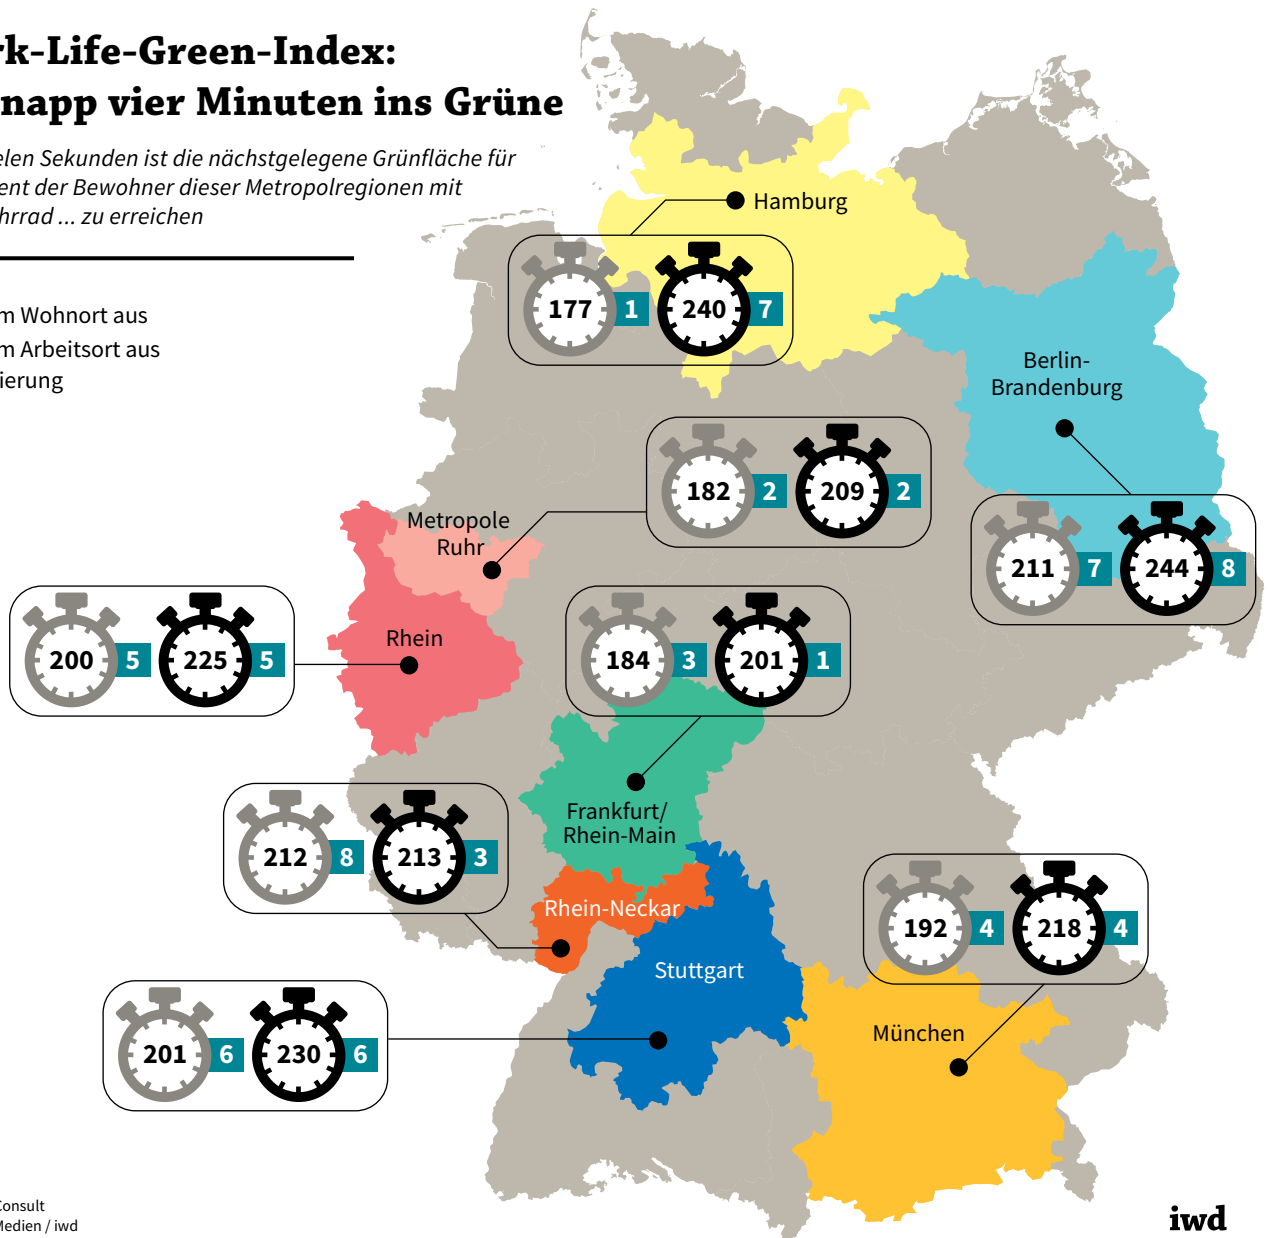 rk-Life-Green-Index:
napp vier Minuten ins Grüne
elen Sekunden ist die nächstgelegene Grünfläche für
ent der Bewohner dieser Metropolregionen mit
hrrad ... zu erreichen
m Wohnort aus
m Arbeitsort aus
ierung
Hamburg
177 1 240 7
Berlin-
Brandenburg
211 7 244 8
Metropole
Ruhr
182 2 209 2
Rhein
200 5 225 5
184 3 201 1
Frankfurt/
Rhein-Main
212 8 213 3
Rhein-Neckar
192 4 218 4
München
Stuttgart
201 6 230 6
Consult
Medien / iwd
iwd